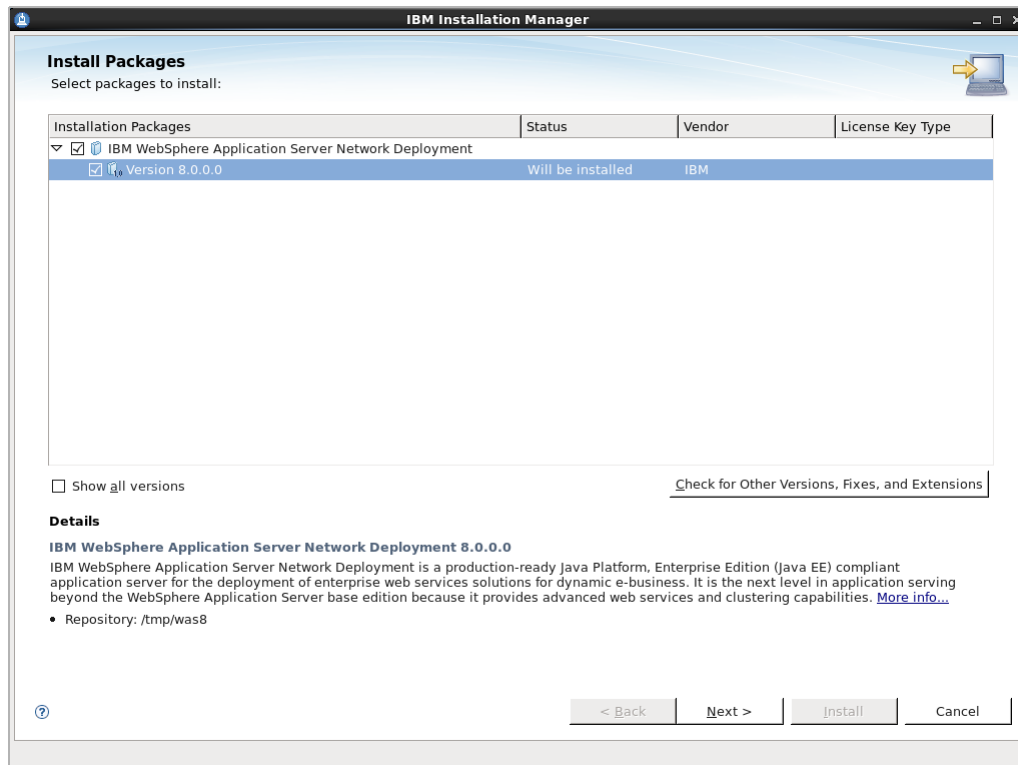 IBM Installation Manager
Install Packages
Select packages to install:
Installation Packages Status Vendor License Key Type
IBM WebSphere Application Server Network Deployment
Version 8.0.0.0 Will be installed IBM
Show all versions Check for Other Versions, Fixes, and Extensions
Details
IBM WebSphere Application Server Network Deployment 8.0.0.0
IBM WebSphere Application Server Network Deployment is a production-ready Java Platform, Enterprise Edition (Java EE) compliant
application server for the deployment of enterprise web services solutions for dynamic e-business. It is the next level in application serving
beyond the WebSphere Application Server base edition because it provides advanced web services and clustering capabilities. More info...
• Repository: /tmp/was8
? < Back Next > Install Cancel